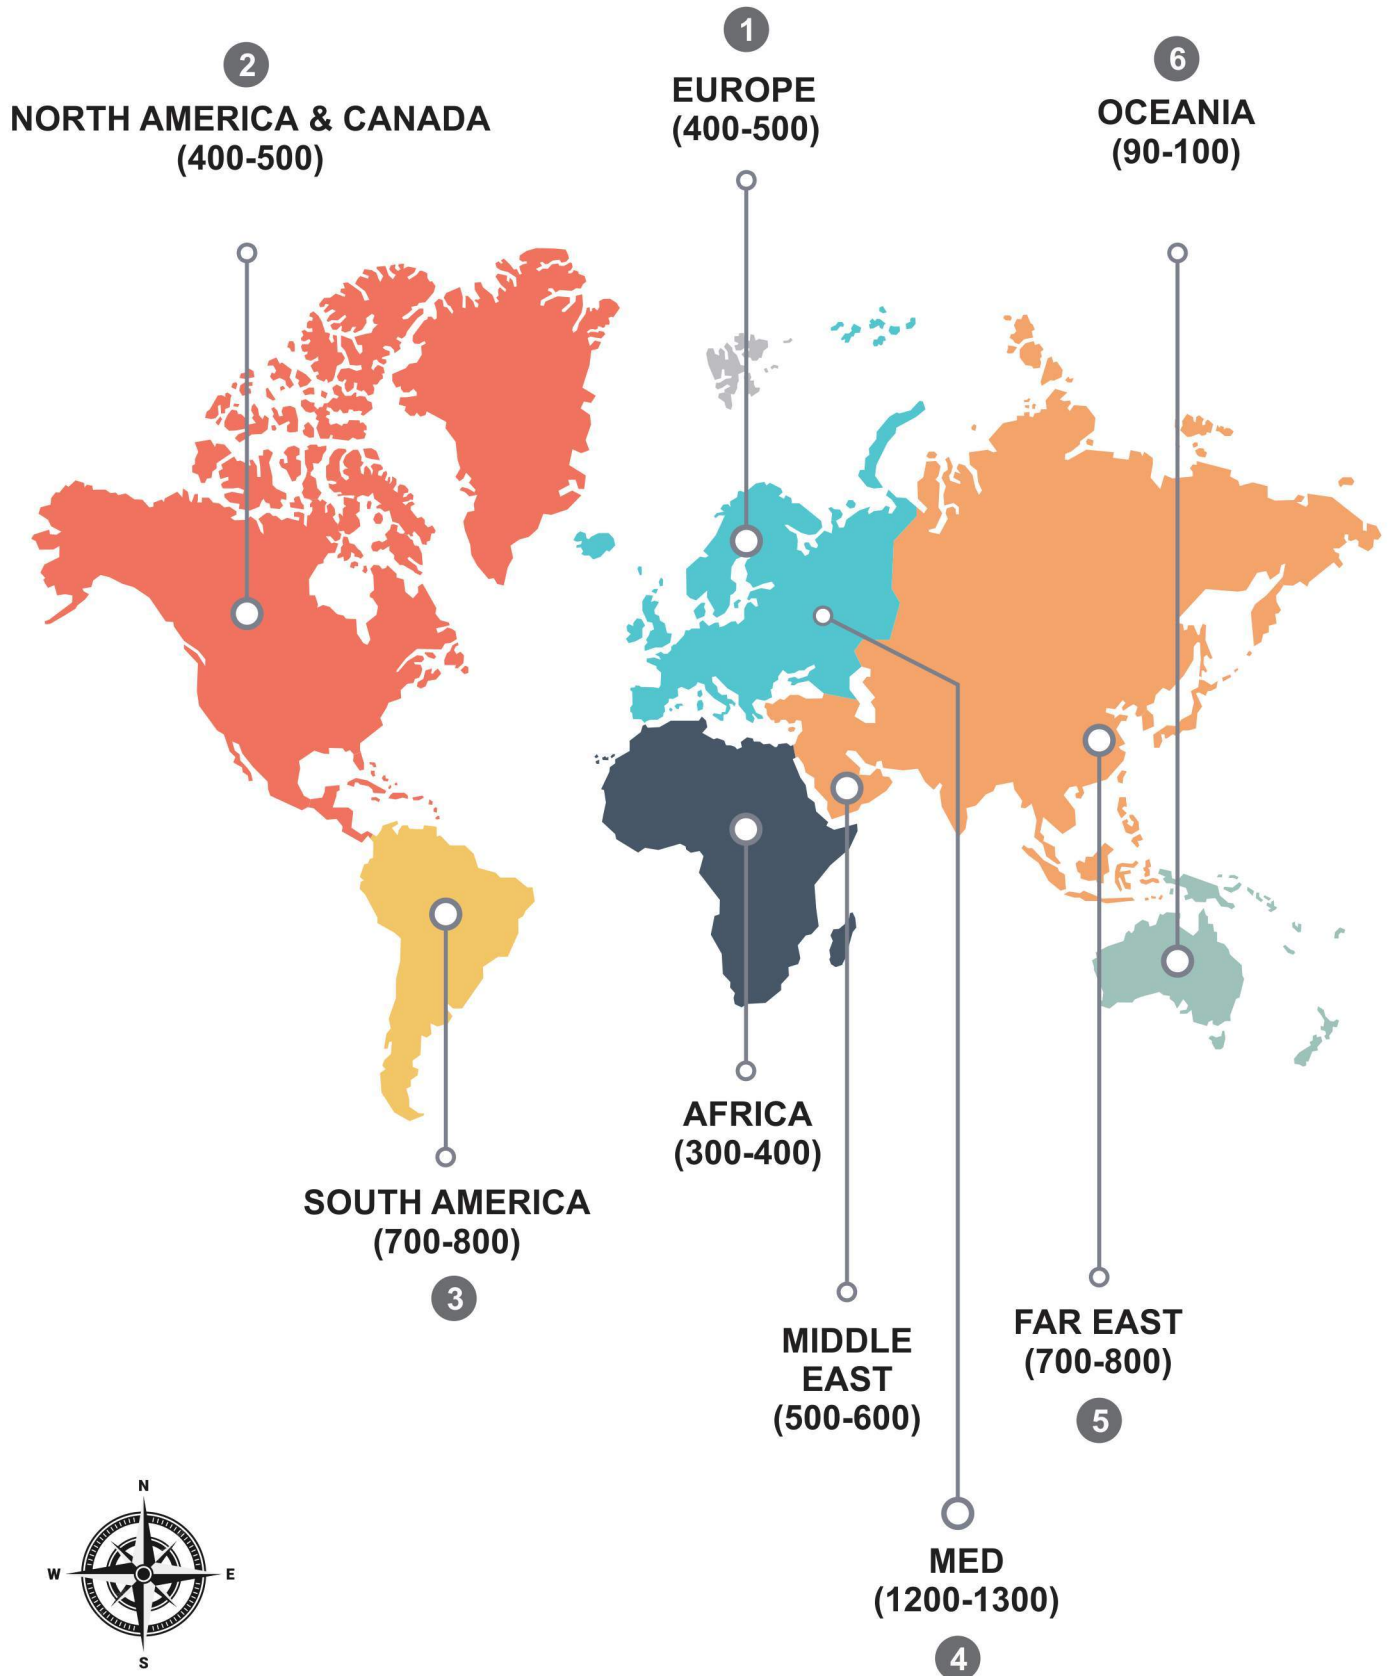 2
NORTH AMERICA & CANADA
(400-500)
1
EUROPE
(400-500)
6
OCEANIA
(90-100)
AFRICA
(300-400)
SOUTH AMERICA
(700-800)
3
MIDDLE
EAST
(500-600)
FAR EAST
(700-800)
5
MED
(1200-1300)
4
N
W
E
S